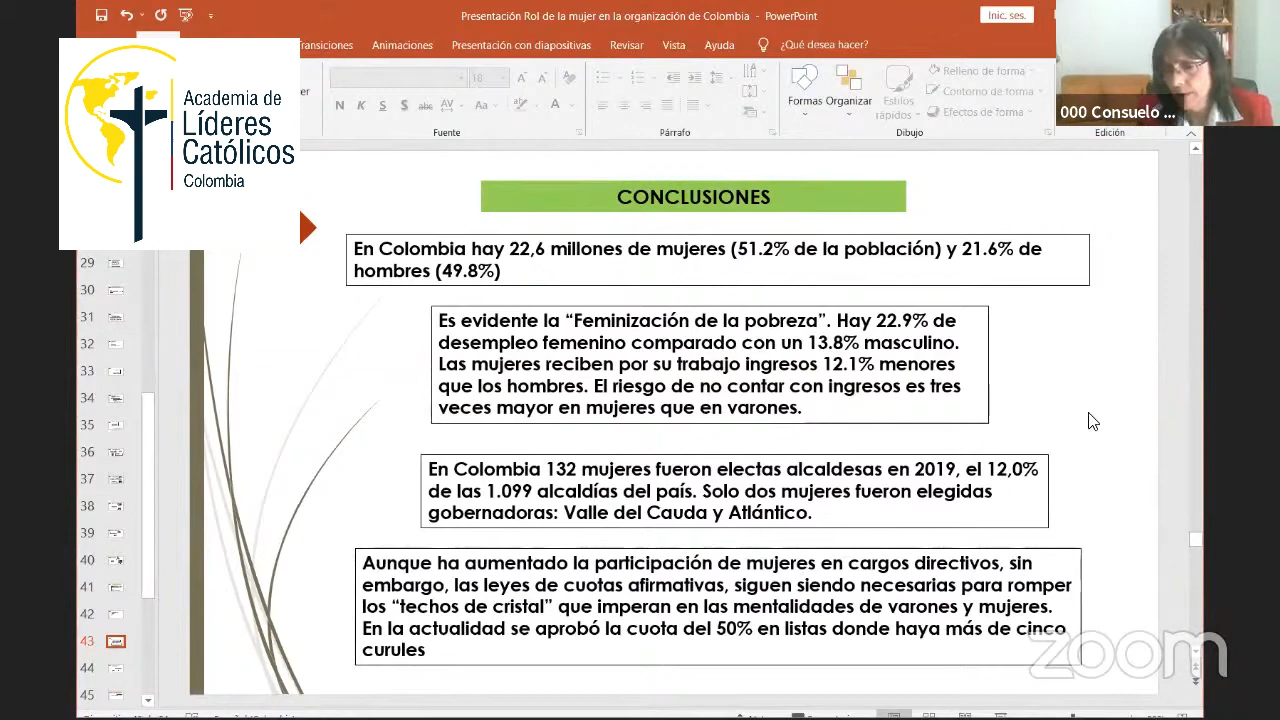 Presentación Rol de la mujer en la organización de Colombia - PowerPoint
Inic. ses.
Transiciones
Animaciones
Presentación con diapositivas
Revisar
Vista
Ayuda
¿Qué desea hacer?
18
N K S S abc AV Aa A
Formas
Organizar
Estilos
rápidos
Relleno de forma
Contorno de forma
Efectos de forma
Fuente
Párrafo
Dibujo
Edición
000 Consuelo ...
Academia de
Líderes
Católicos
Colombia
29
30
31
32
33
34
35
36
37
38
39
40
41
42
43
44
45
CONCLUSIONES
En Colombia hay 22,6 millones de mujeres (51.2% de la población) y 21.6% de
hombres (49.8%)
Es evidente la “Feminización de la pobreza”. Hay 22.9% de
desempleo femenino comparado con un 13.8% masculino.
Las mujeres reciben por su trabajo ingresos 12.1% menores
que los hombres. El riesgo de no contar con ingresos es tres
veces mayor en mujeres que en varones.
En Colombia 132 mujeres fueron electas alcaldesas en 2019, el 12,0%
de las 1.099 alcaldías del país. Solo dos mujeres fueron elegidas
gobernadoras: Valle del Cauda y Atlántico.
Aunque ha aumentado la participación de mujeres en cargos directivos, sin
embargo, las leyes de cuotas afirmativas, siguen siendo necesarias para romper
los “techos de cristal” que imperan en las mentalidades de varones y mujeres.
En la actualidad se aprobó la cuota del 50% en listas donde haya más de cinco
curules
zoom